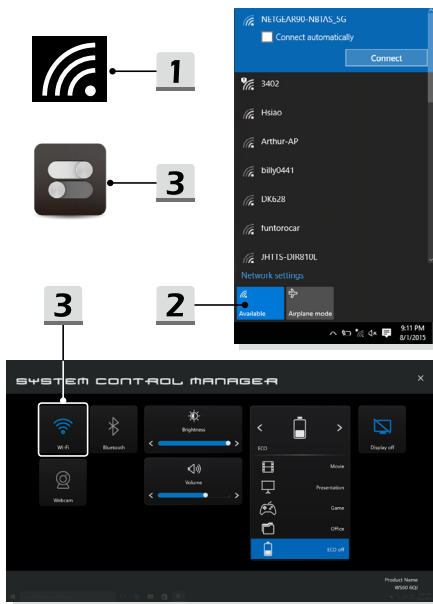 NETGEAR90-NBTAS_5G
Connect automatically
Connect
1
3402
Hsiao
Arthur-AP
3
billy0441
DK628
funtorocar
JHTTS-DIR810L
Network settings
3
2
Available
Airplane mode
9:11 PM
8/1/2015
SYSTEM CONTROL MANAGER
Wi-Fi
Bluetooth
Brightness
ECO
Display off
Webcam
Volume
Movie
Presentation
Game
Office
ECO off
Product Name
WS60 6QJ